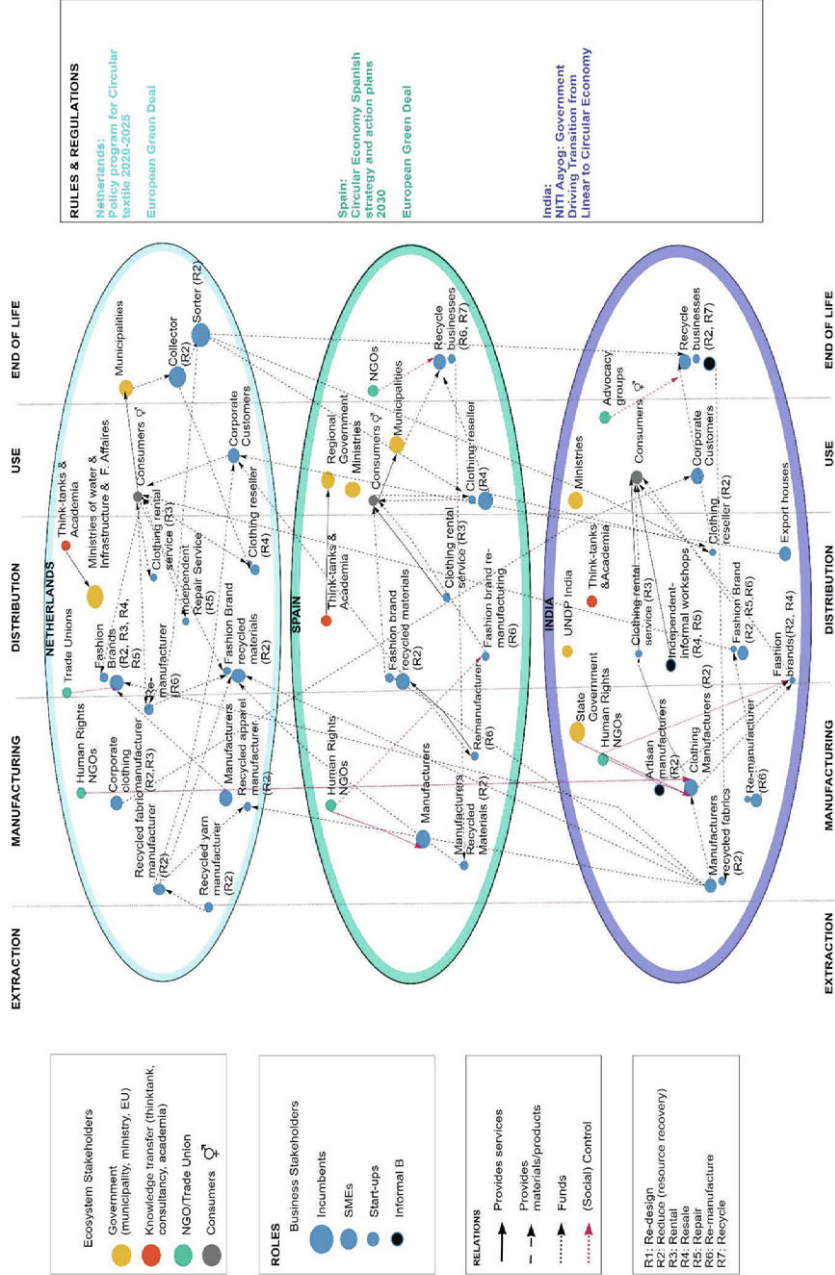 EXTRACTION
MANUFACTURING
DISTRIBUTION
USE
END OF LIFE
Ecosystem Stakeholders
Government
(municipality, ministry, EU)
Knowledge transfer (thinktank,
consultancy, academia)
NGO/Trade Union
Consumers
ROLES
Business Stakeholders
Incumbents
SMEs
Start-ups
Informal B
RELATIONS
Provides services
Provides
materials/products
Funds
(Social) Control
R1: Re-design
R2: Reduce (resource recovery)
R3: Rental
R4: Resale
R5: Repair
R6: Re-manufacture
R7: Recycle
NETHERLANDS
Human Rights
NGOs
Trade Unions
Think-tanks &
Academia
Corporate
clothing
manufacturer
(R2,R3)
Fashion
Brands
(R2, R3, R4,
R5)
Ministries of water &
Infrastructure & F. Affaires
Municipalities
Recycled fabric
manufacturer
(R2)
Re-
manufacturer
(R6)
Clothing rental
service (R3)
Consumers
Collector
(R2)
Recycled yarn
manufacturer
(R2)
Independent
Repair Service
(R5)
Sorter (R2)
Manufacturers
Recycled apparel
manufacturer
(R2)
Fashion Brand
recycled
materials
(R2)
Clothing reseller
(R4)
Corporate
Customers
SPAIN
Human Rights
NGOs
Think-tanks &
Academia
Regional
Government
Ministries
NGOs
Consumers
Municipalities
Fashion brand
recycled materials
(R2)
Manufacturers
Recycle
businesses
(R6, R7)
Clothing rental
service (R3)
Clothing reseller
(R4)
Manufacturers
Recycled
Materials (R2)
Remanufacturer
(R6)
Fashion brand re-
manufacturing
(R6)
INDIA
State
Government
Human Rights
NGOs
UNDP India
Think-tanks
&Academia
Ministries
Advocacy
groups
Artisan
manufacturers
(R2)
Clothing rental
service (R3)
Consumers
Independent-
informal workshops
(R4, R5)
Clothing
Manufacturers (R2)
Recycle
businesses
(R2, R7)
Corporate
Customers
Manufacturers
recycled fabrics
(R2)
Clothing
reseller (R2)
Re-manufacturer
(R6)
Fashion Brand
(R2, R5,R6)
Fashion
brands(R2, R4)
Export houses
EXTRACTION
MANUFACTURING
DISTRIBUTION
USE
END OF LIFE
RULES & REGULATIONS
Netherlands:
Policy program for Circular
textile 2020-2025
European Green Deal
Spain:
Circular Economy Spanish
strategy and action plans
2030
European Green Deal
India:
NITI Aayog: Government
Driving Transition from
Linear to Circular Economy